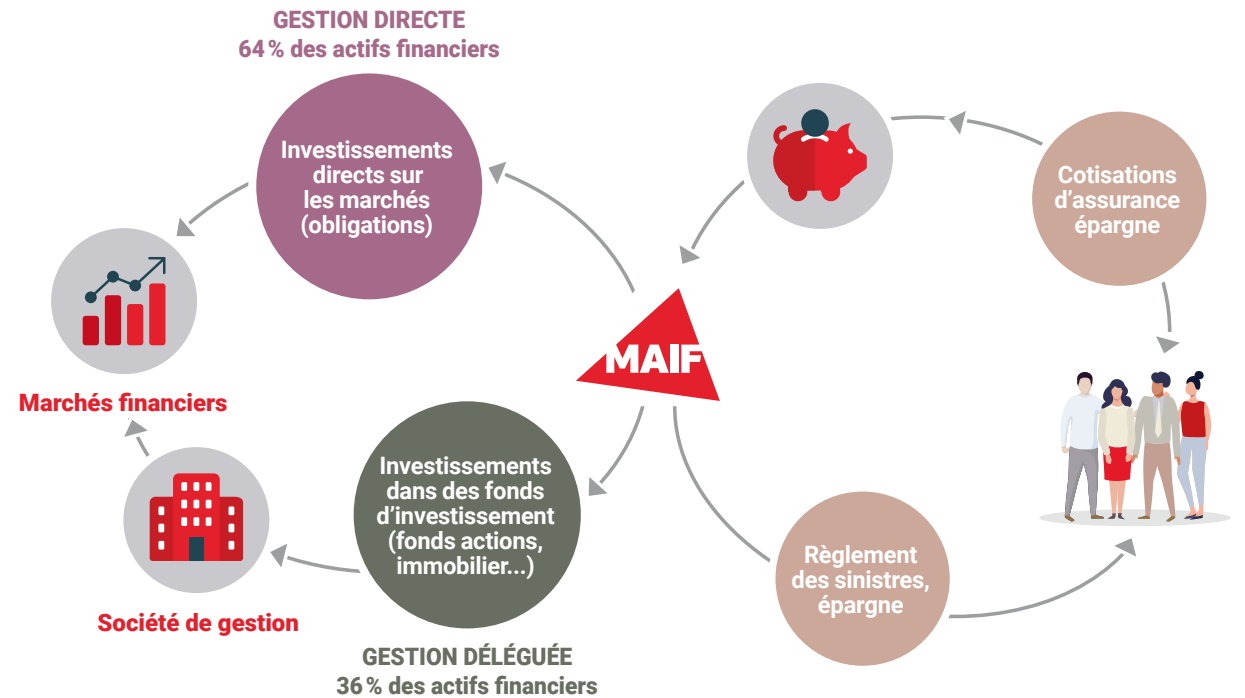 GESTION DIRECTE
64 % des actifs financiers
Investissements
directs sur
les marchés
(obligations)
Cotisations
d’assurance
épargne
MAIF
Marchés financiers
Investissements
dans des fonds
d’investissement
(fonds actions,
immobilier...)
Règlement
des sinistres,
épargne
Société de gestion
GESTION DÉLÉGUÉE
36 % des actifs financiers